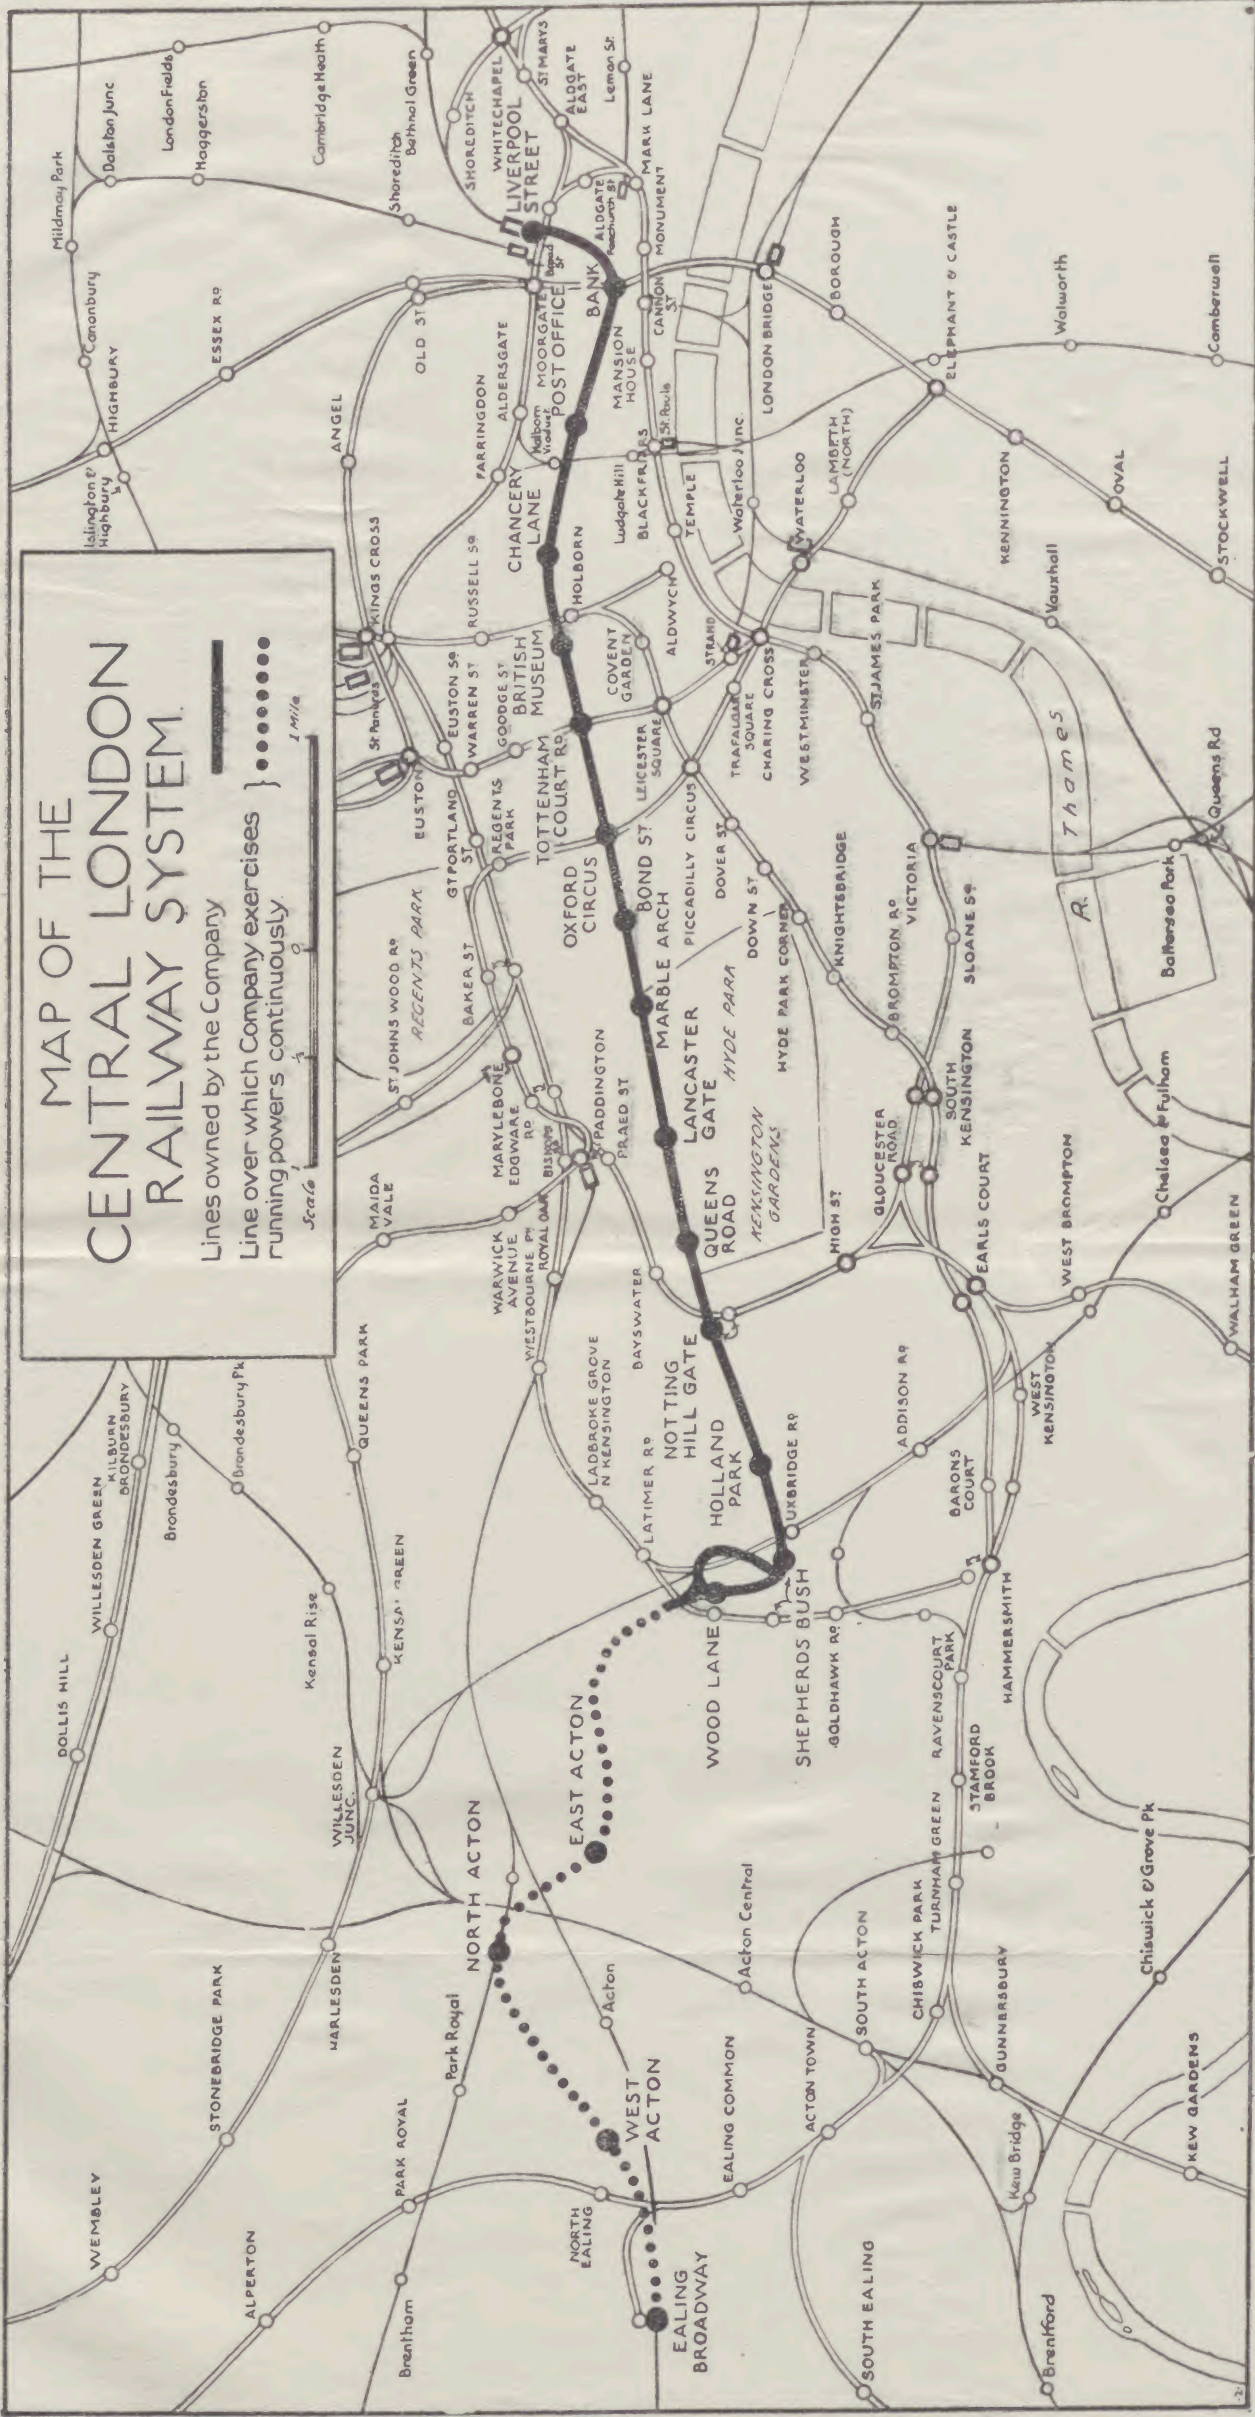 MAP OF THE
CENTRAL LONDON
RAILWAY SYSTEM.
Lines owned by the Company
Line over which Company exercises
running powers continuously.
Scale
1
½
0
1 Mile
WEMBLEY
STONEBRIDGE PARK
ALPERTON
PARK ROYAL
Brentham
Park Royal
HARLESDEN
DOLLIS HILL
WILLESDEN GREEN
KILBURN
BRONDESBURY
Brondesbury
Brondesbury Pk
Kensal Rise
WILLESDEN
JUNC.
KENSAL GREEN
QUEENS PARK
NORTH ACTON
EAST ACTON
Acton
WEST
ACTON
NORTH
EALING
EALING
BROADWAY
EALING COMMON
ACTON TOWN
SOUTH EALING
Brentford
Kew Bridge
KEW GARDENS
GUNNERSBURY
SOUTH ACTON
Acton Central
CHISWICK PARK
TURNHAM GREEN
Chiswick & Grove Pk
STAMFORD
BROOK
RAVENSCOURT
PARK
HAMMERSMITH
GOLDHAWK RD
SHEPHERDS BUSH
WOOD LANE
LATIMER RD
LADBROKE GROVE
N KENSINGTON
UXBRIDGE RD
HOLLAND
PARK
NOTTING
HILL GATE
ADDISON RD
BARONS
COURT
WEST
KENSINGTON
EARLS COURT
WEST BROMPTON
WALHAM GREEN
Chelsea & Fulham
HIGH ST
GLOUCESTER
ROAD
SOUTH
KENSINGTON
BROMPTON RD
KNIGHTSBRIDGE
HYDE PARK CORNER
DOWN ST
DOVER ST
PICCADILLY CIRCUS
SLOANE SQ
VICTORIA
ST JAMES PARK
WESTMINSTER
CHARING CROSS
TRAFALGAR
SQUARE
STRAND
LEICESTER
SQUARE
COVENT
GARDEN
ALDWYCH
HOLBORN
RUSSELL SQ
KINGS CROSS
St Pancras
EUSTON
EUSTON SQ
WARREN ST
GOODGE ST
GT PORTLAND
ST
REGENTS
PARK
REGENTS PARK
BAKER ST
ST JOHNS WOOD RD
MARYLEBONE
EDGWARE
RD
BISHOPS
RD
PADDINGTON
PRAED ST
MAIDA
VALE
WARWICK
AVENUE
ROYAL OAK
WESTBOURNE PK
BAYSWATER
QUEENS
ROAD
KENSINGTON
GARDENS
LANCASTER
GATE
HYDE PARK
MARBLE ARCH
BOND ST
OXFORD
CIRCUS
TOTTENHAM
COURT RD
BRITISH
MUSEUM
CHANCERY
LANE
Holborn
Viaduct
POST OFFICE
BANK
LIVERPOOL
STREET
Broad
St
MOORGATE
ALDERSGATE
FARRINGDON
ANGEL
OLD ST
ESSEX RD
HIGHBURY
Islington &
Highbury
Canonbury
Mildmay Park
Dalston Junc
London Fields
Haggerston
Cambridge Heath
Bethnal Green
Shoreditch
SHOREDITCH
WHITECHAPEL
ST MARYS
ALDGATE
EAST
Leman St
ALDGATE
Fenchurch St
MARK LANE
MONUMENT
CANNON
ST
MANSION
HOUSE
St. Pauls
BLACKFRIARS
Ludgate Hill
TEMPLE
Waterloo Junc.
WATERLOO
LAMBETH
(NORTH)
LONDON BRIDGE
BOROUGH
ELEPHANT & CASTLE
Walworth
Camberwell
KENNINGTON
OVAL
STOCKWELL
Vauxhall
R. Thames
Queens Rd
Battersea Park